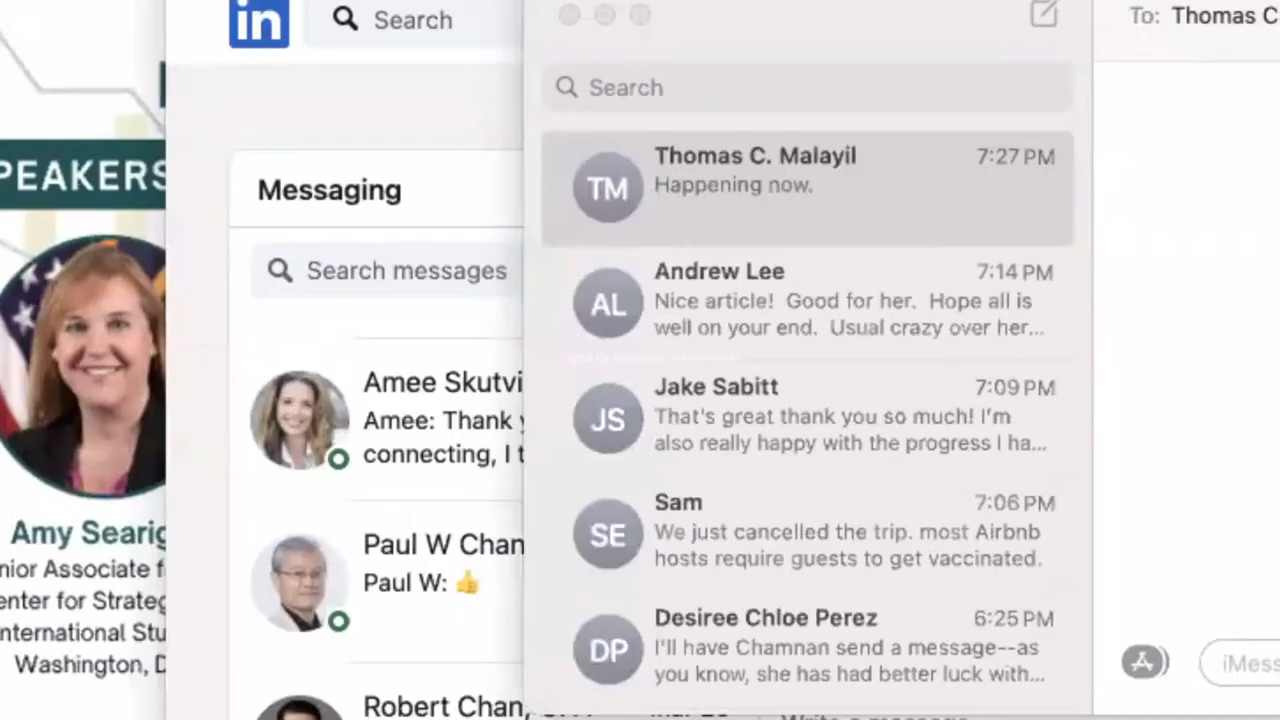 in
Search
To: Thomas C
Search
PEAKERS
Messaging
Search messages
Thomas C. Malayil
7:27 PM
Happening now.
TM
Andrew Lee
7:14 PM
Nice article! Good for her. Hope all is
well on your end. Usual crazy over her...
AL
Jake Sabitt
7:09 PM
That's great thank you so much! I'm
also really happy with the progress I ha...
JS
Sam
7:06 PM
We just cancelled the trip. most Airbnb
hosts require guests to get vaccinated.
SE
Desiree Chloe Perez
6:25 PM
I'll have Chamnan send a message--as
you know, she has had better luck with...
DP
Amee Skutvi
Amee: Thank y
connecting, I t
Paul W Chan
Paul W: 👍
Robert Chan,
Amy Searig
nior Associate f
enter for Strateg
nternational Stu
Washington, D
iMess